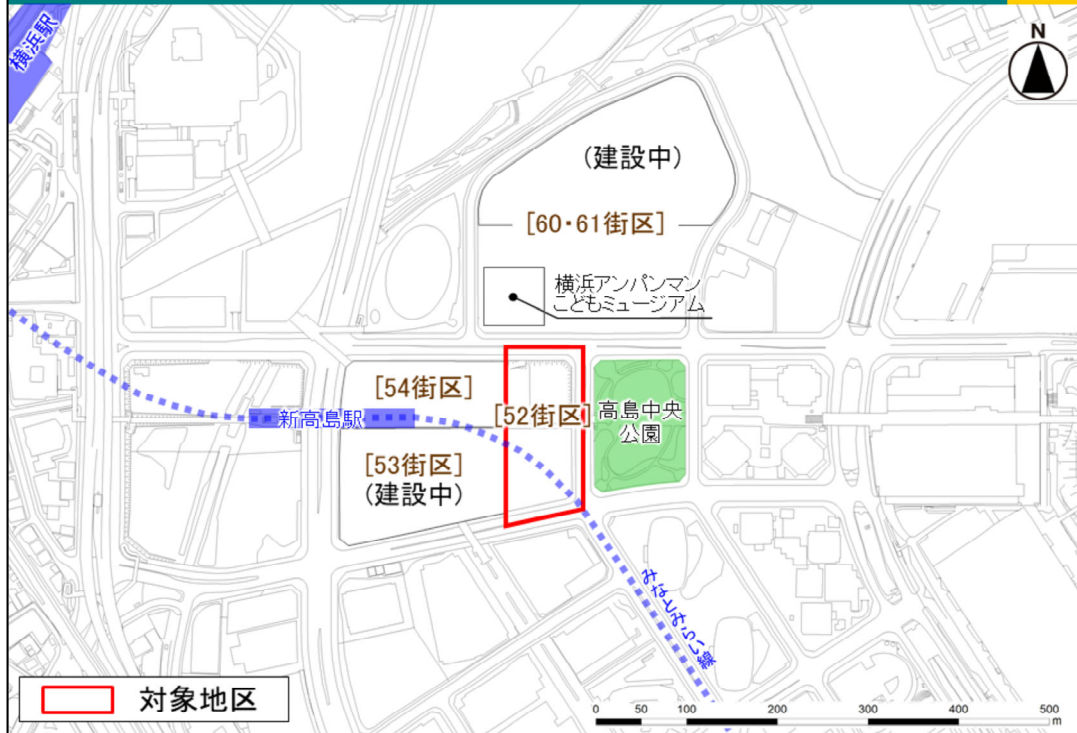 横浜駅
N
(建設中)
[60・61街区]
横浜アンパンマン
こどもミュージアム
[54街区]
[52街区]
高島中央
公園
新高島駅
[53街区]
(建設中)
みなとみらい線
対象地区
0 50 100 200 300 400 500
m